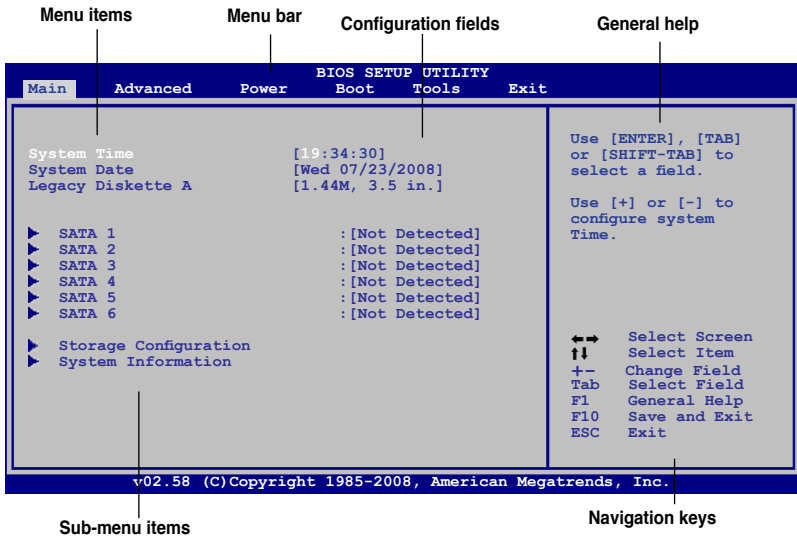 Menu items Menu bar Configuration fields General help
BIOS SETUP UTILITY
Main Advanced Power Boot Tools Exit
System Time [19:34:30]
System Date [Wed 07/23/2008]
Legacy Diskette A [1.44M, 3.5 in.]
SATA 1 :[Not Detected]
SATA 2 :[Not Detected]
SATA 3 :[Not Detected]
SATA 4 :[Not Detected]
SATA 5 :[Not Detected]
SATA 6 :[Not Detected]
Storage Configuration
System Information
Use [ENTER], [TAB]
or [SHIFT-TAB] to
select a field.
Use [+] or [-] to
configure system
Time.
←→ Select Screen
↑↓ Select Item
+- Change Field
Tab Select Field
F1 General Help
F10 Save and Exit
ESC Exit
v02.58 (C)Copyright 1985-2008, American Megatrends, Inc.
Sub-menu items Navigation keys